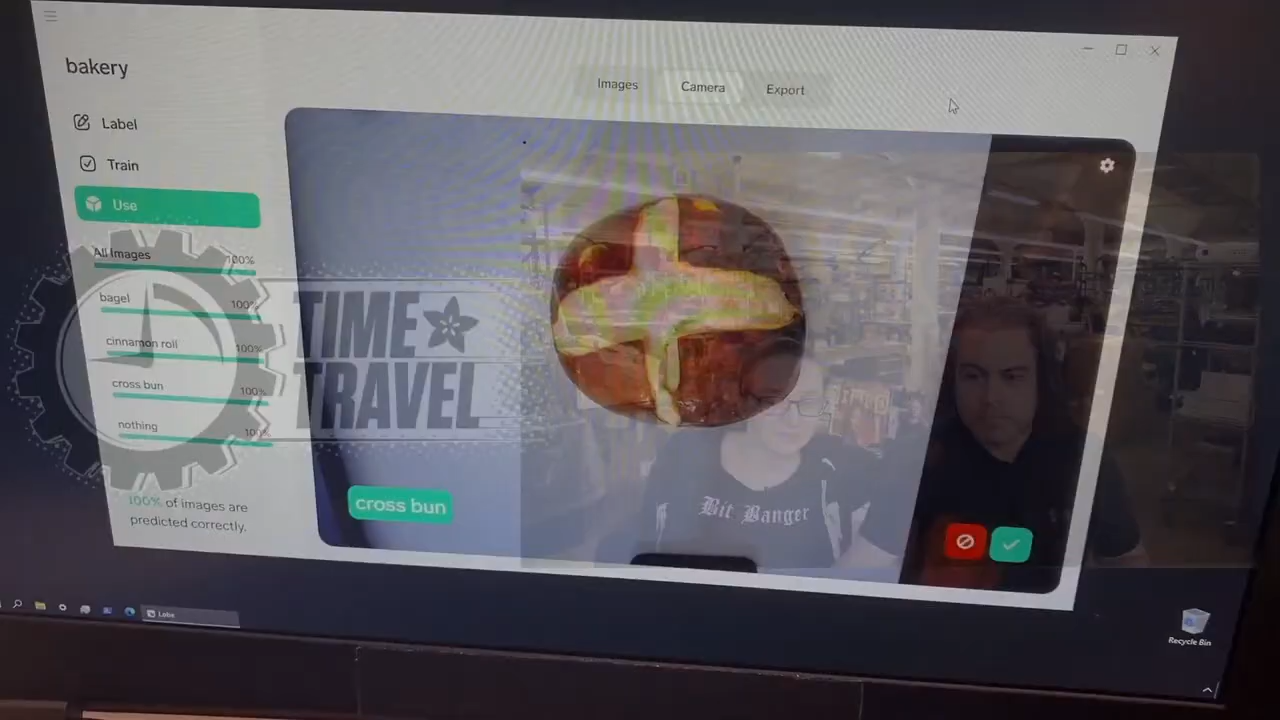 bakery
Images
Camera
Export
Label
Train
Use
All Images
100%
bagel
100%
cinnamon roll
100%
cross bun
100%
nothing
100%
100% of images are
predicted correctly.
TIME
TRAVEL
cross bun
Bit Banger
Lobe
Recycle Bin